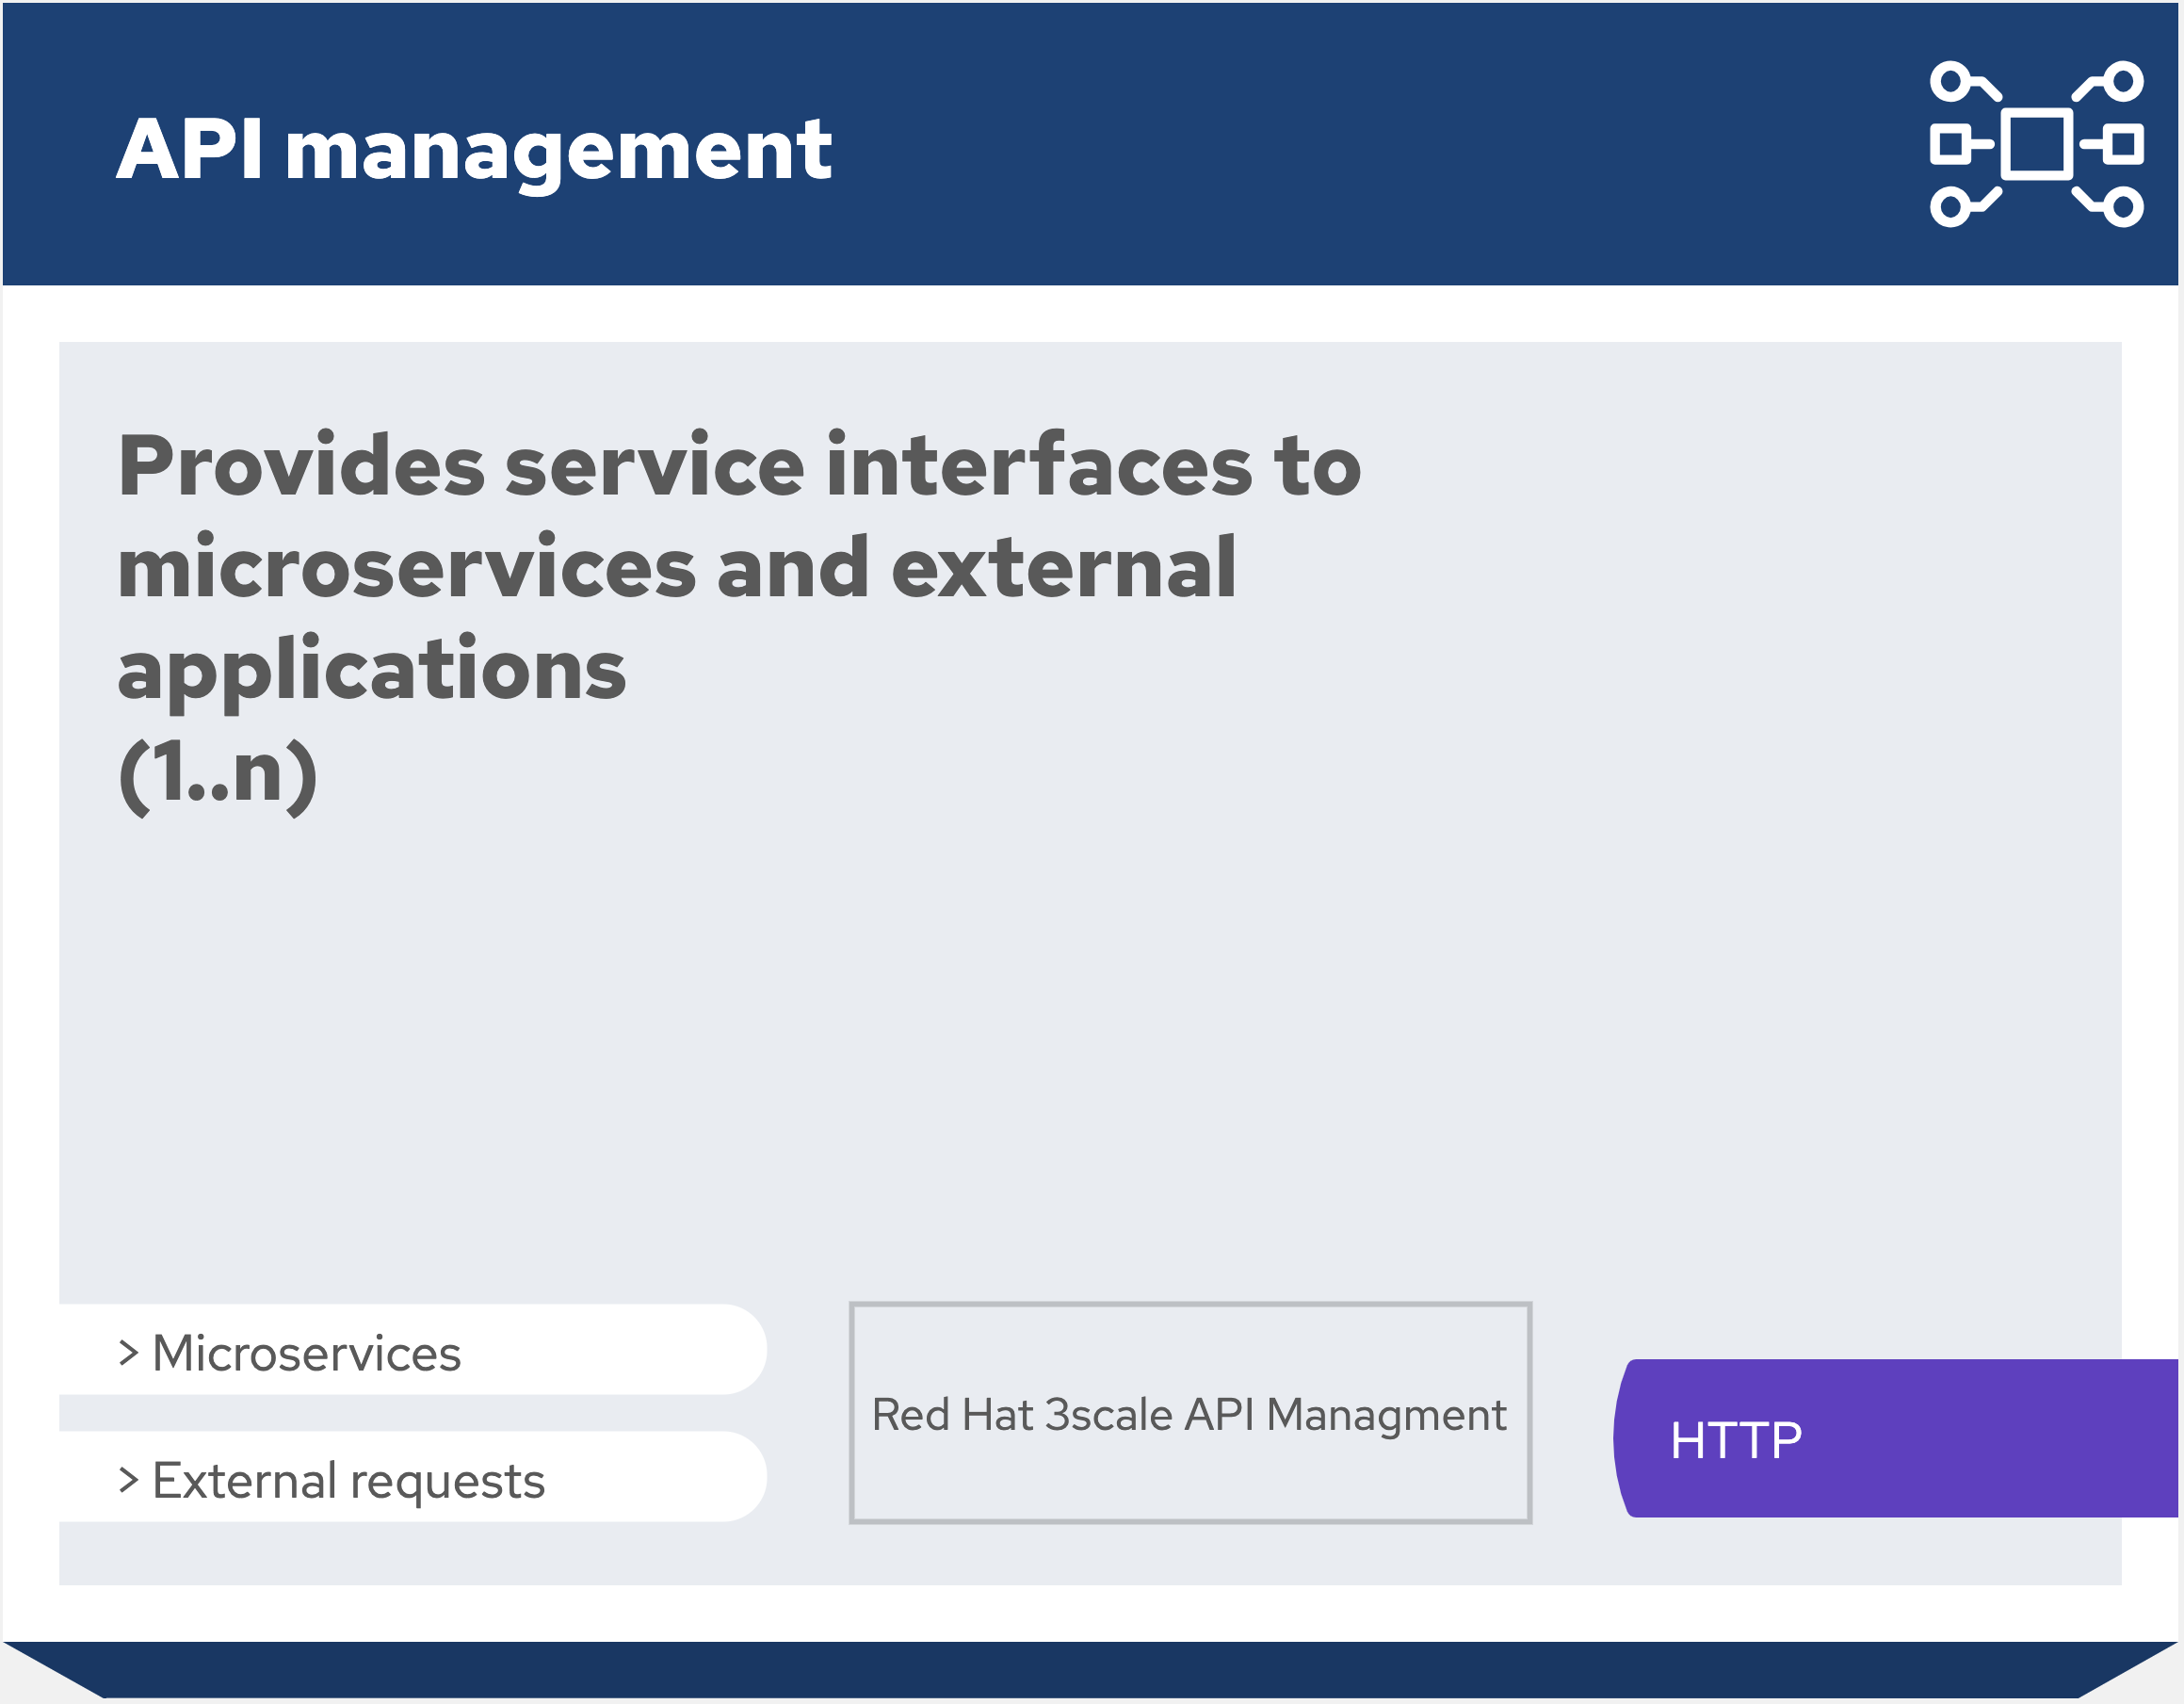 API management
Provides service interfaces to
microservices and external
applications
(1..n)
> Microservices
> External requests
Red Hat 3scale API Managment
HTTP